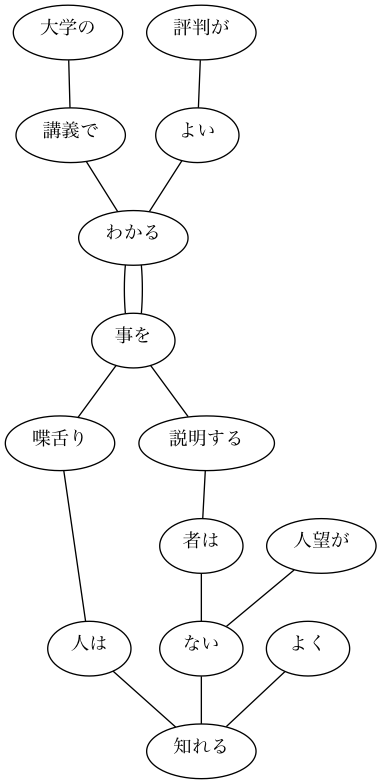 大学の
評判が
講義で
よい
わかる
事を
喋舌り
説明する
者は
人望が
人は
ない
よく
知れる